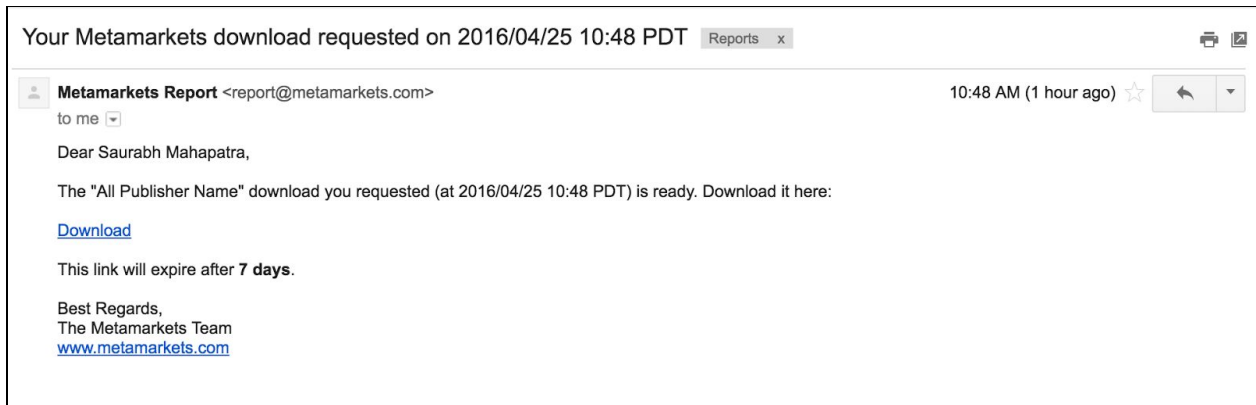 Your Metamarkets download requested on 2016/04/25 10:48 PDT Reports x
Metamarkets Report <report@metamarkets.com> 10:48 AM (1 hour ago)
to me
Dear Saurabh Mahapatra,
The "All Publisher Name" download you requested (at 2016/04/25 10:48 PDT) is ready. Download it here:
Download
This link will expire after 7 days.
Best Regards,
The Metamarkets Team
www.metamarkets.com